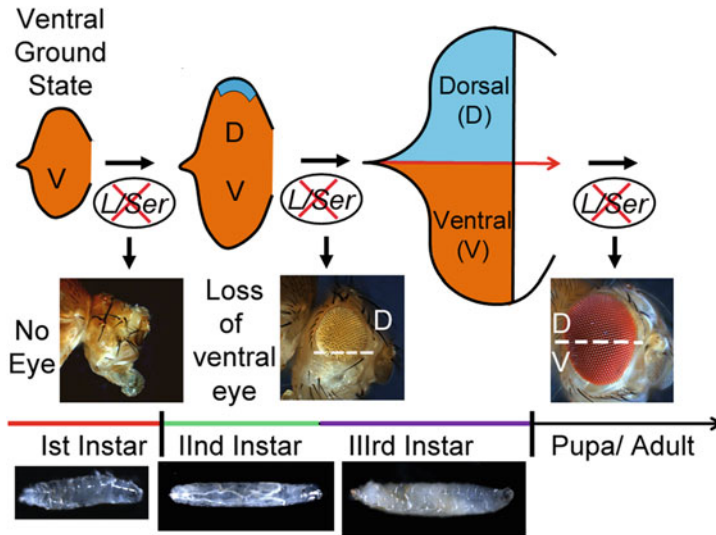 Ventral
Ground
State
V
D
V
Dorsal
(D)
Ventral
(V)
L/Ser
L/Ser
L/Ser
No
Eye
Loss
of
ventral
eye
D
D
V
Ist Instar
IInd Instar
IIIrd Instar
Pupa/ Adult